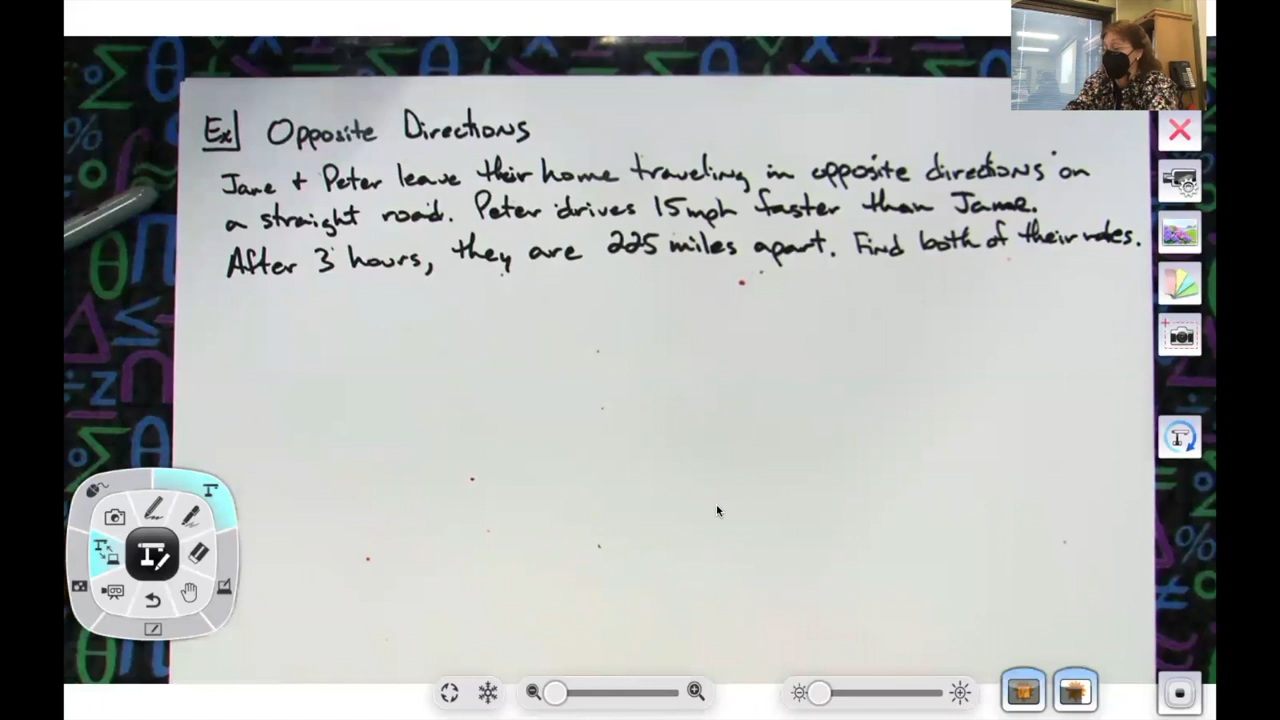 Ex Opposite Directions
Jane + Peter leave their home traveling in opposite directions on
a straight road. Peter drives 15mph faster than Jane.
After 3 hours, they are 225 miles apart. Find both of their rates.